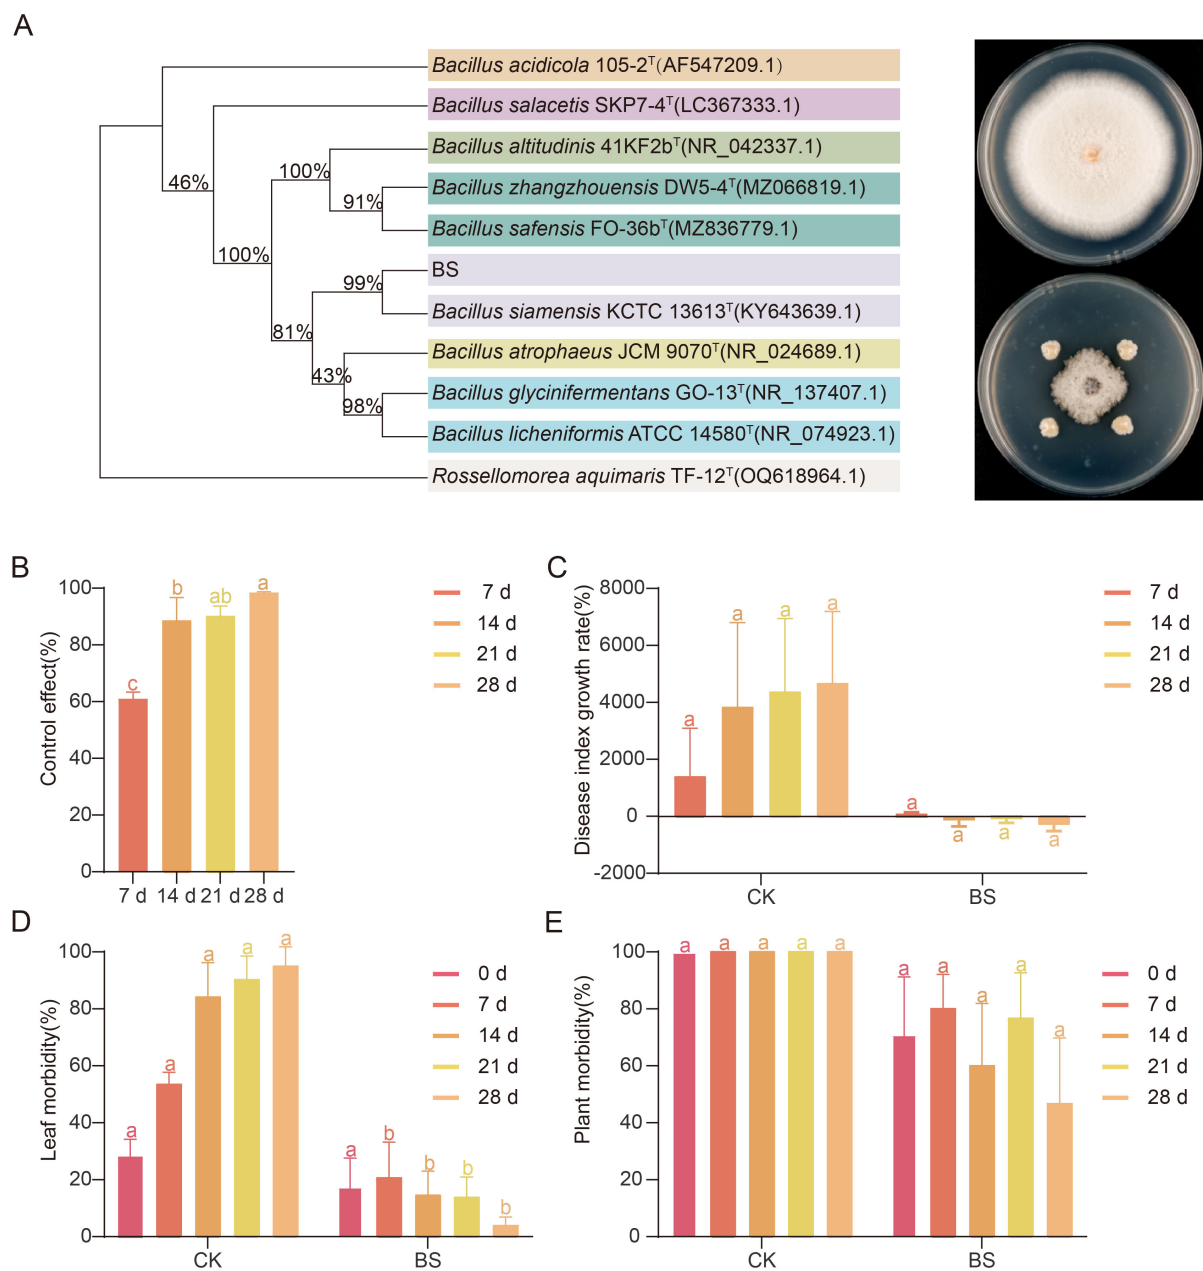 A
Bacillus acidicola 105-2ᵀ(AF547209.1)
Bacillus salacetis SKP7-4ᵀ(LC367333.1)
Bacillus altitudinis 41KF2bᵀ(NR_042337.1)
Bacillus zhangzhouensis DW5-4ᵀ(MZ066819.1)
Bacillus safensis FO-36bᵀ(MZ836779.1)
BS
Bacillus siamensis KCTC 13613ᵀ(KY643639.1)
Bacillus atrophaeus JCM 9070ᵀ(NR_024689.1)
Bacillus glycinifermentans GO-13ᵀ(NR_137407.1)
Bacillus licheniformis ATCC 14580ᵀ(NR_074923.1)
Rossellomorea aquimaris TF-12ᵀ(OQ618964.1)
46%
100%
100%
91%
99%
81%
43%
98%
B
Control effect(%)
100
80
60
40
20
0
c
b
ab
a
7 d
14 d
21 d
28 d
7 d
14 d
21 d
28 d
C
Disease index growth rate(%)
8000
6000
4000
2000
0
-2000
a
a
a
a
a
a
a
a
CK
BS
7 d
14 d
21 d
28 d
D
Leaf morbidity(%)
100
80
60
40
20
0
a
a
a
a
a
a
b
b
b
b
CK
BS
0 d
7 d
14 d
21 d
28 d
E
Plant morbidity(%)
100
80
60
40
20
0
a
a
a
a
a
a
a
a
a
a
CK
BS
0 d
7 d
14 d
21 d
28 d